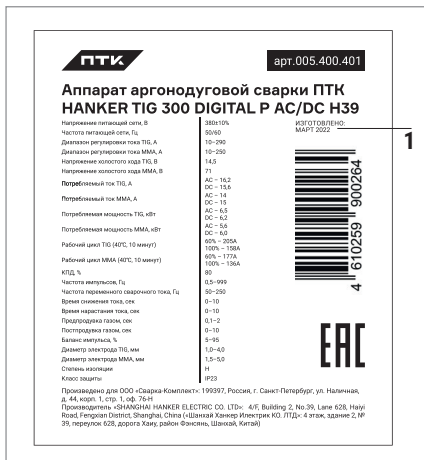 ПТК
арт.005.400.401
Аппарат аргонодуговой сварки ПТК
HANKER TIG 300 DIGITAL P AC/DC H39
ИЗГОТОВЛЕНО:
МАРТ 2022
1
Напряжение питающей сети, В 380±10%
Частота питающей сети, Гц 50/60
Диапазон регулировки тока TIG, А 10–290
Диапазон регулировки тока MMA, А 10–250
Напряжение холостого хода TIG, В 14,5
Напряжение холостого хода MMA, В 71
Потребляемый ток TIG, А AC – 16,2
DC – 15,6
Потребляемый ток MMA, А AC – 14
DC – 15
Потребляемая мощность TIG, кВт AC – 6,5
DC – 6,2
Потребляемая мощность MMA, кВт AC – 5,6
DC – 6,0
Рабочий цикл TIG (40℃, 10 минут) 60% – 205А
100% – 158А
Рабочий цикл MMA (40℃, 10 минут) 60% – 177А
100% – 136А
КПД, % 80
Частота импульсов, Гц 0,5–999
Частота переменного сварочного тока, Гц 50–250
Время снижения тока, сек 0–10
Время нарастания тока, сек 0–10
Предпродувка газом, сек 0,1–2
Постпродувка газом, сек 0–10
Баланс импульса, % 5–95
Диаметр электрода TIG, мм 1,0–4,0
Диаметр электрода MMA, мм 1,5–5,0
Степень изоляции H
Класс защиты IP23
4 610259 900264
EAC
Произведено для ООО «Сварка-Комплект»: 199397, Россия, г. Санкт-Петербург, ул. Наличная,
д. 44, корп. 1, стр. 1, оф. 76-Н
Производитель «SHANGHAI HANKER ELECTRIC CO. LTD»: 4/F, Building 2, No.39, Lane 628, Haiyi
Road, Fengxian District, Shanghai, China («Шанхай Ханкер Илектрик КО. ЛТД»: 4 этаж, здание 2, №
39, переулок 628, дорога Хаиу, район Фэнсянь, Шанхай, Китай)